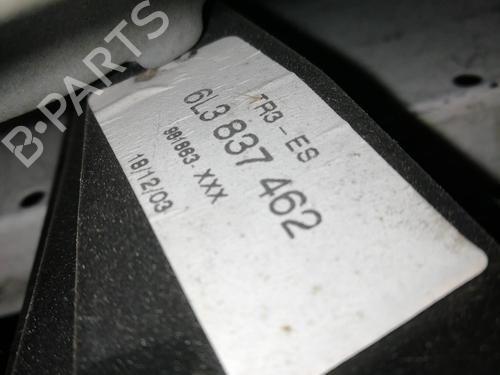 B-PARTS
TR3-ES
6L3 837 462
981863.XXX
18/12/03